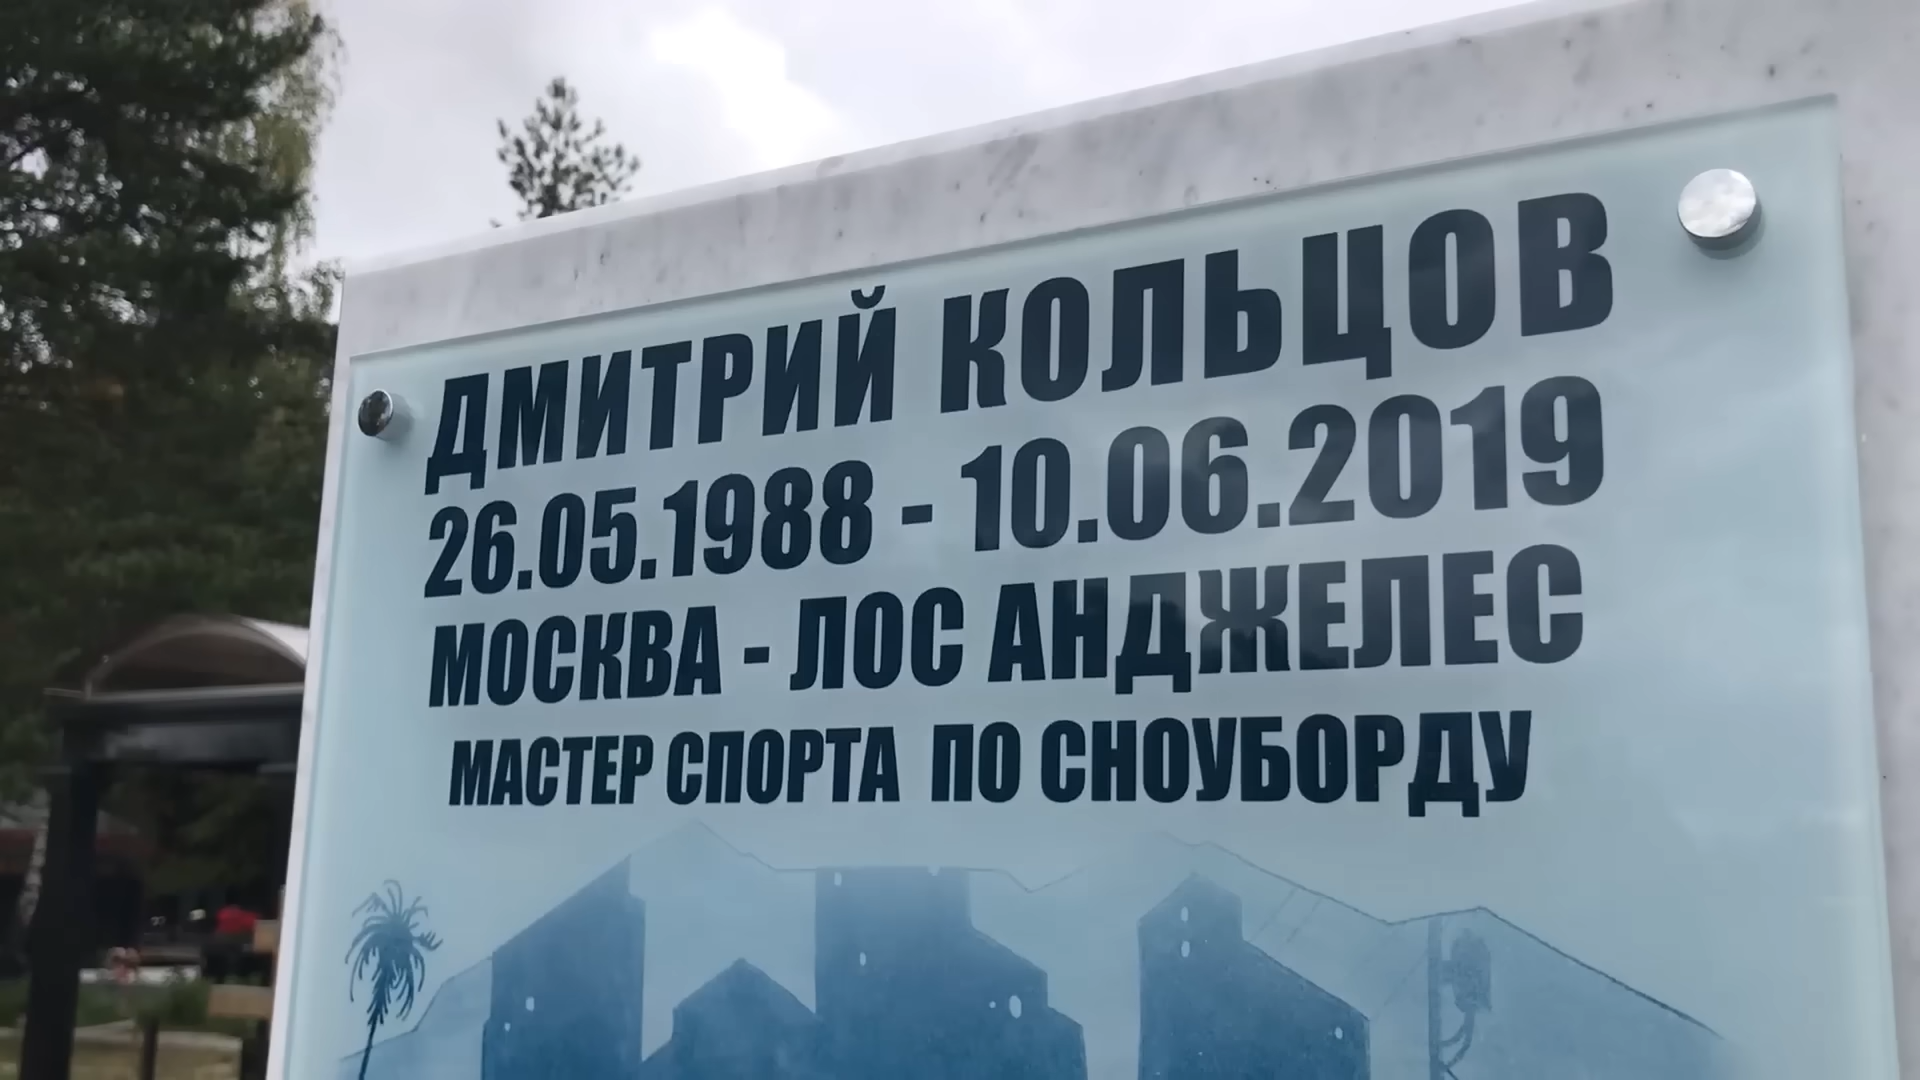 ДМИТРИЙ КОЛЬЦОВ
26.05.1988 - 10.06.2019
МОСКВА - ЛОС АНДЖЕЛЕС
МАСТЕР СПОРТА ПО СНОУБОРДУ